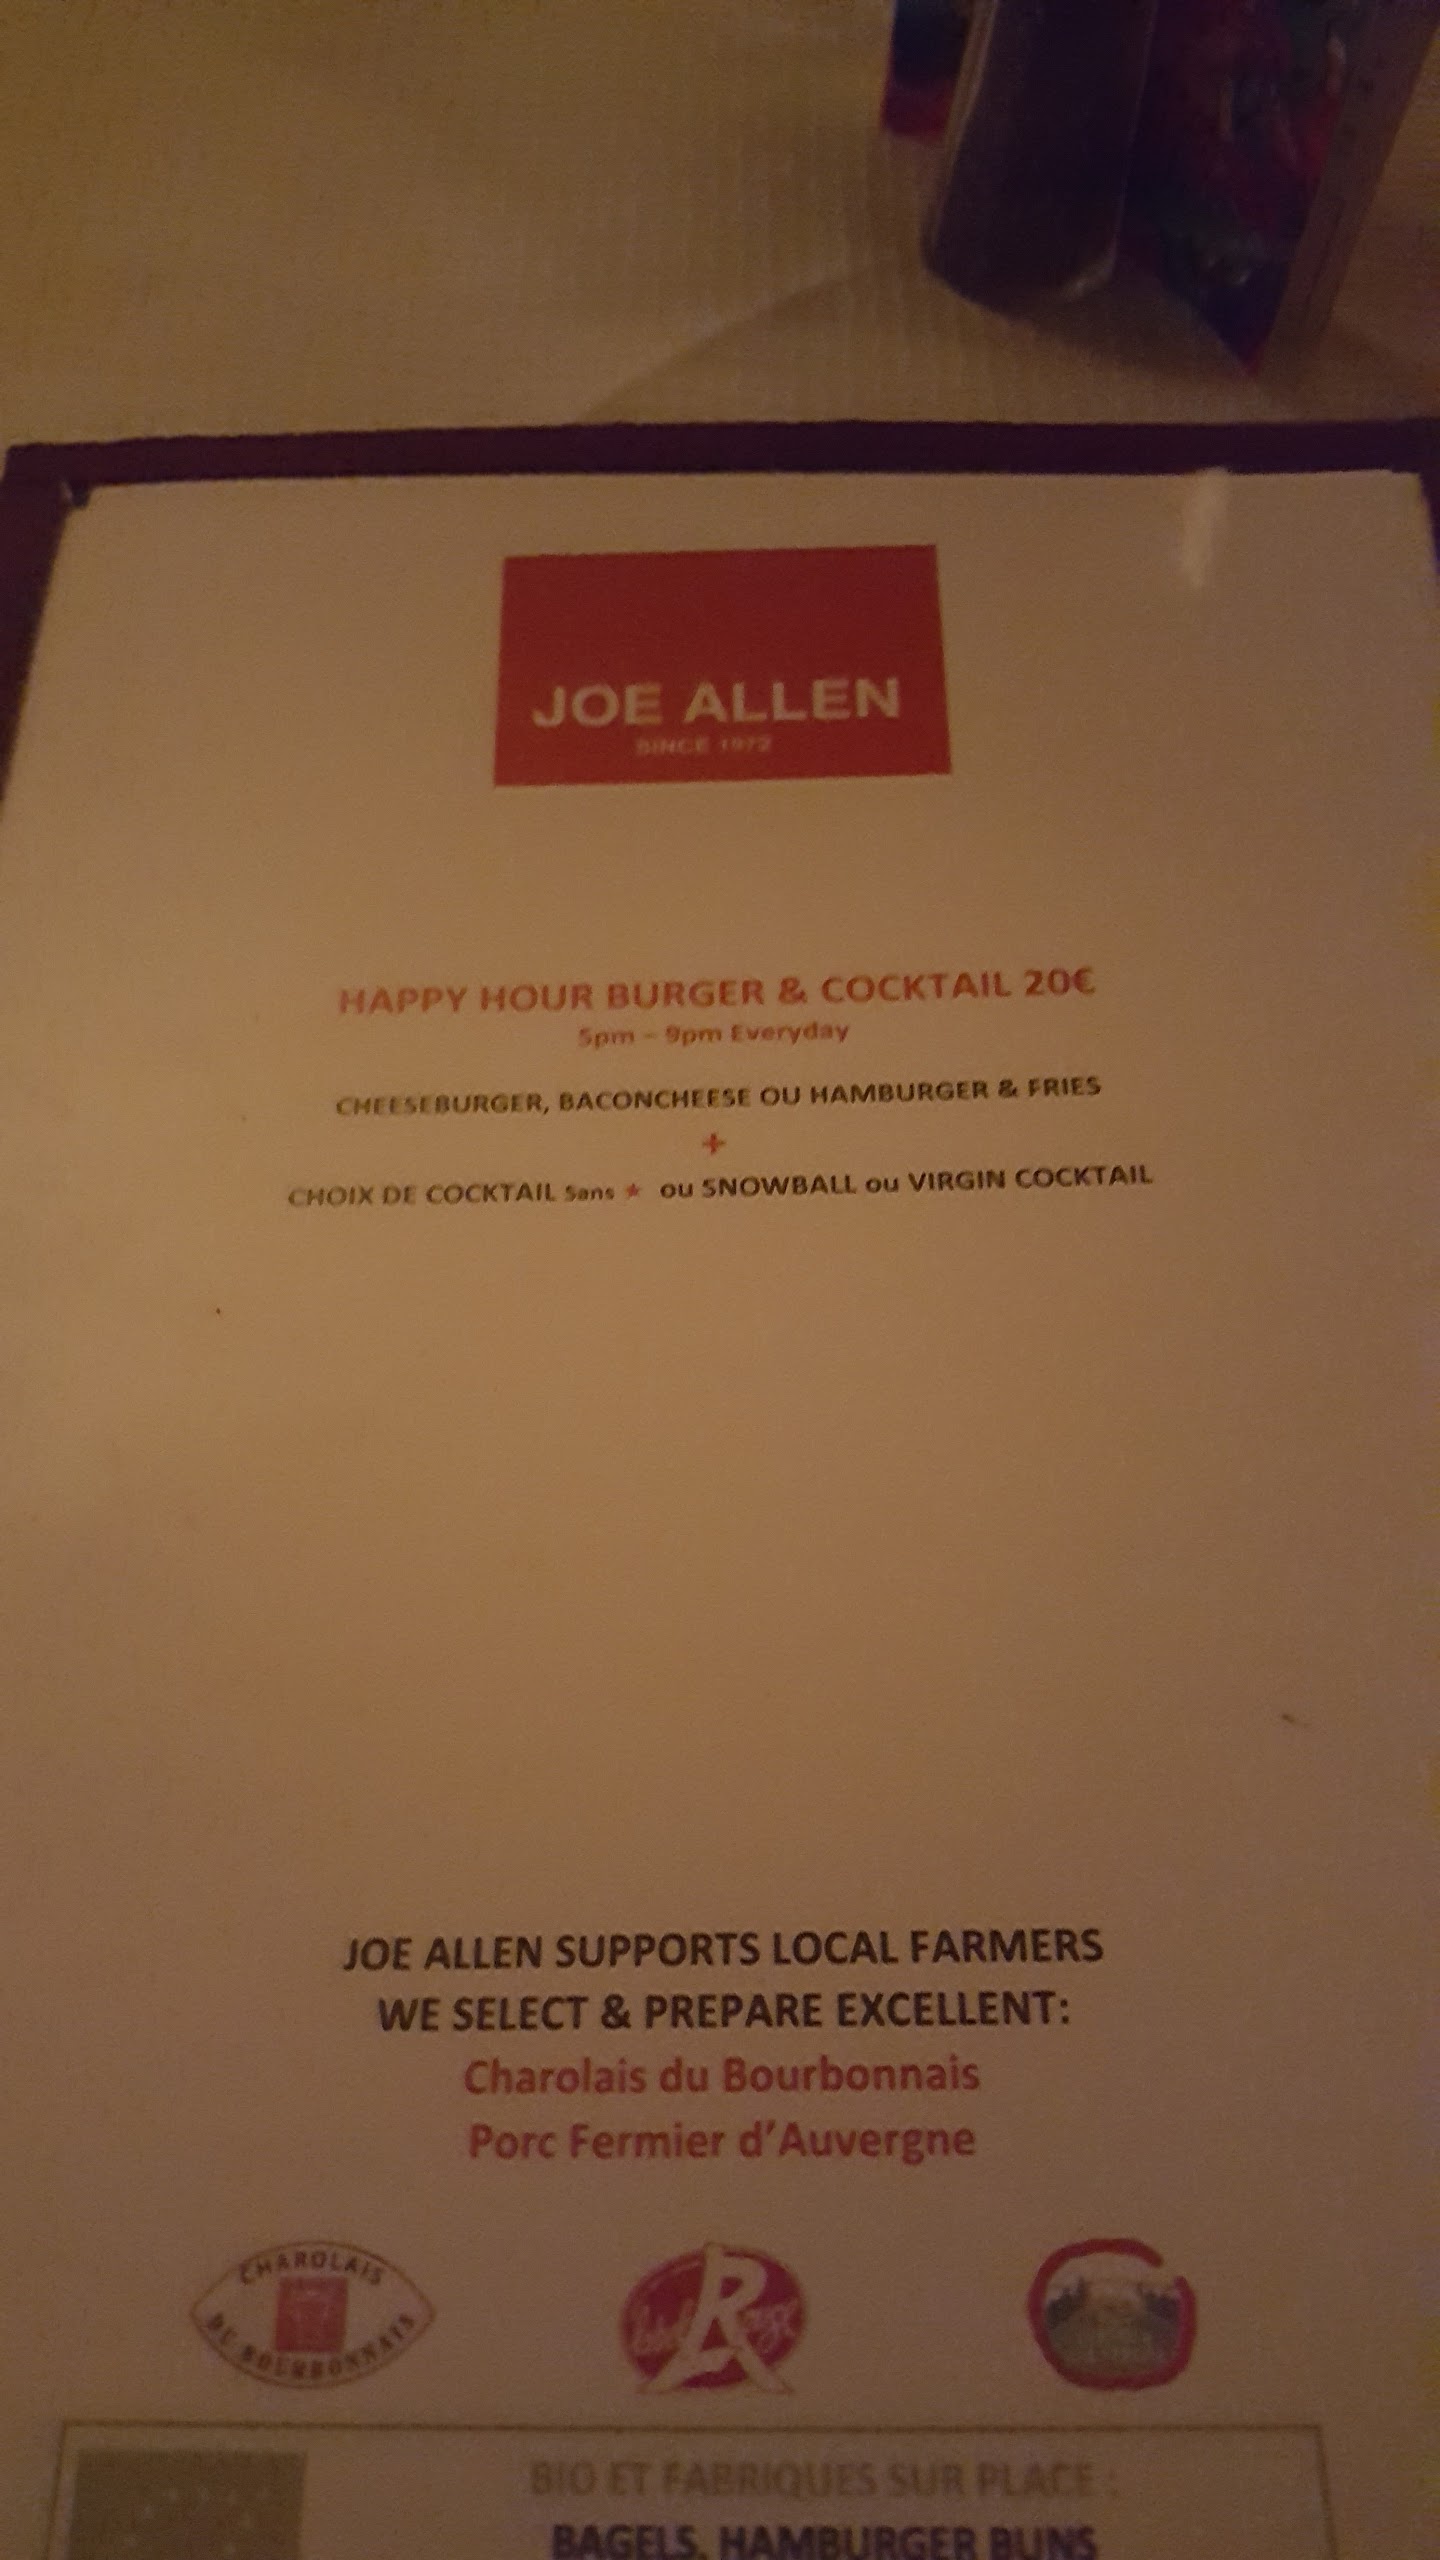 JOE ALLEN
SINCE 1972
HAPPY HOUR BURGER & COCKTAIL 20€
5pm – 9pm Everyday
CHEESEBURGER, BACONCHEESE OU HAMBURGER & FRIES
+
CHOIX DE COCKTAIL Sans ★ ou SNOWBALL ou VIRGIN COCKTAIL
JOE ALLEN SUPPORTS LOCAL FARMERS
WE SELECT & PREPARE EXCELLENT:
Charolais du Bourbonnais
Porc Fermier d'Auvergne
CHAROLAIS
DU BOURBONNAIS
label Rouge
BIO ET FABRIQUES SUR PLACE :
BAGELS, HAMBURGER BUNS